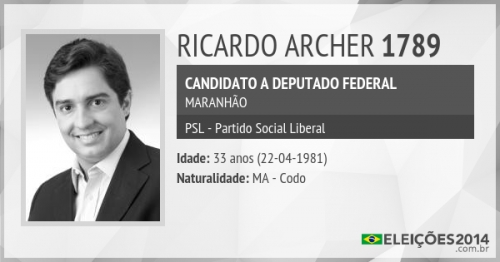 RICARDO ARCHER 1789
CANDIDATO A DEPUTADO FEDERAL
MARANHÃO
PSL - Partido Social Liberal
Idade: 33 anos (22-04-1981)
Naturalidade: MA - Codo
ELEIÇÕES2014
.com.br